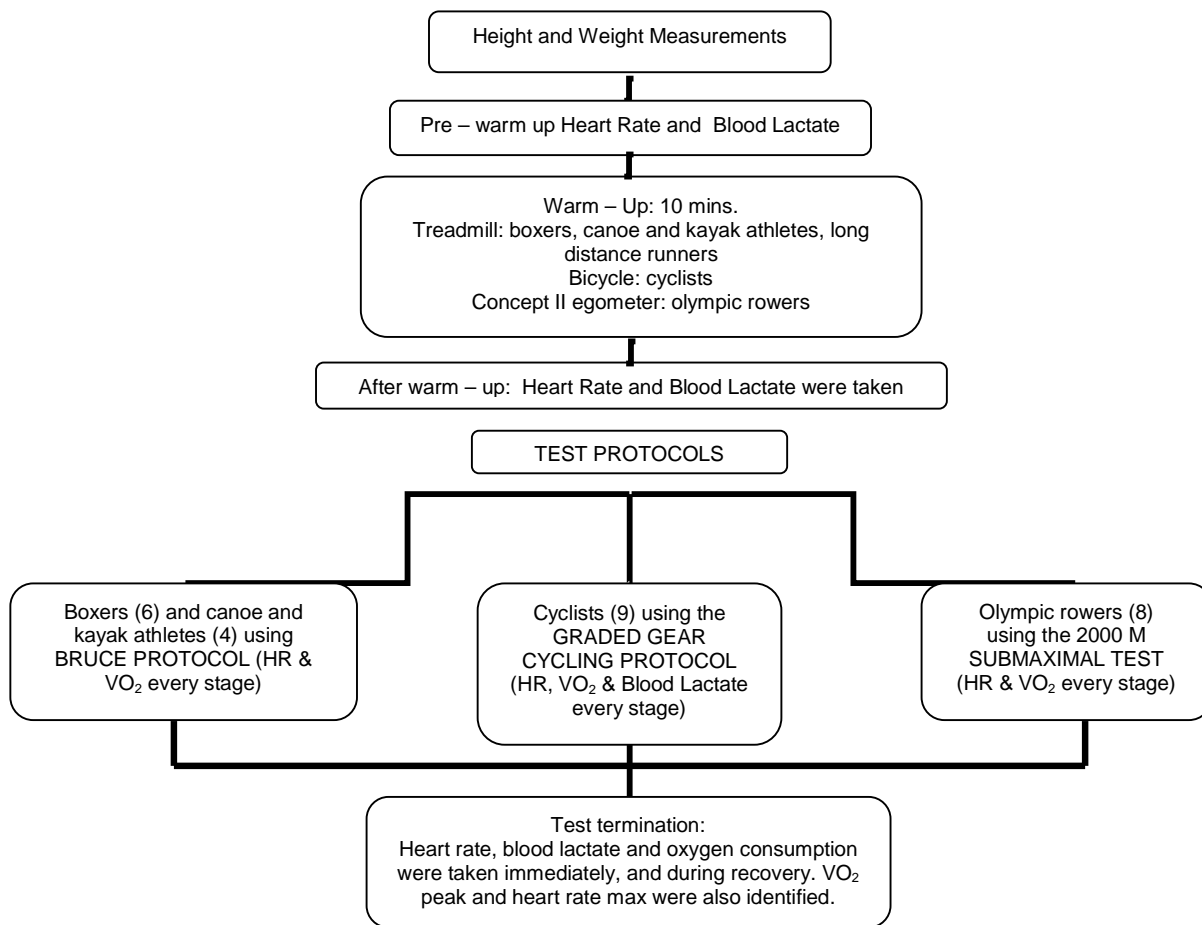 Height and Weight Measurements
Pre – warm up Heart Rate and Blood Lactate
Warm – Up: 10 mins.
Treadmill: boxers, canoe and kayak athletes, long
distance runners
Bicycle: cyclists
Concept II egometer: olympic rowers
After warm – up: Heart Rate and Blood Lactate were taken
TEST PROTOCOLS
Boxers (6) and canoe and
kayak athletes (4) using
BRUCE PROTOCOL (HR &
VO₂ every stage)
Cyclists (9) using the
GRADED GEAR
CYCLING PROTOCOL
(HR, VO₂ & Blood Lactate
every stage)
Olympic rowers (8)
using the 2000 M
SUBMAXIMAL TEST
(HR & VO₂ every stage)
Test termination:
Heart rate, blood lactate and oxygen consumption
were taken immediately, and during recovery. VO₂
peak and heart rate max were also identified.